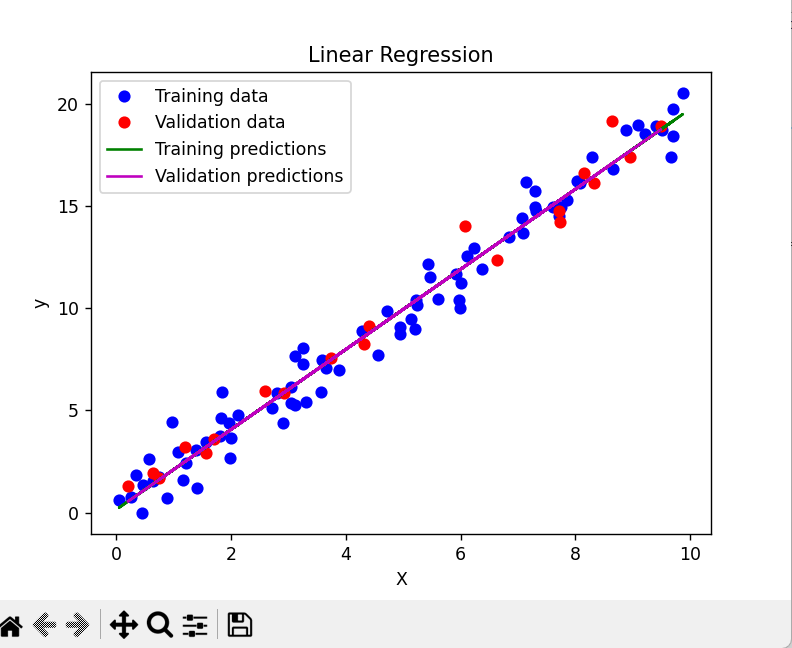 Linear Regression
Training data
Validation data
Training predictions
Validation predictions
20
15
10
5
0
y
0 2 4 6 8 10
X